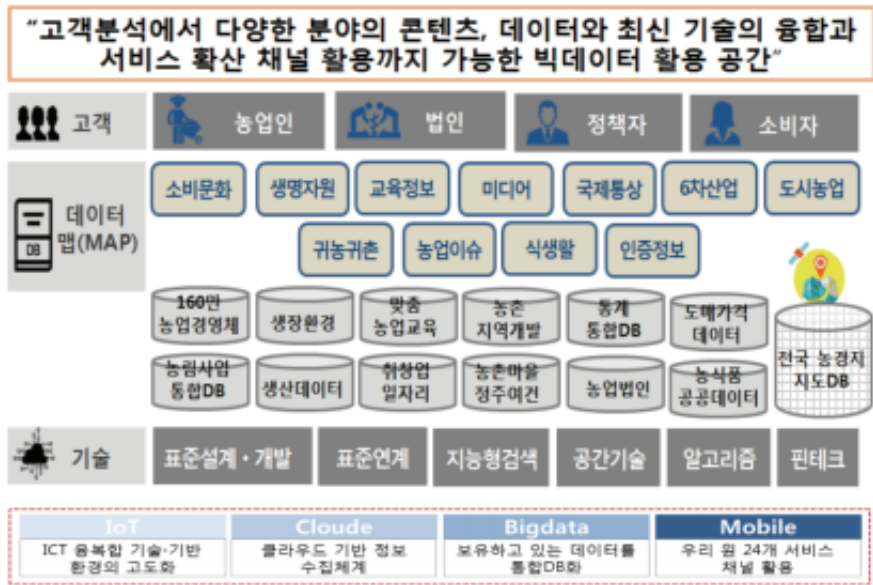 “고객분석에서 다양한 분야의 콘텐츠, 데이터와 최신 기술의 융합과
서비스 확산 채널 활용까지 가능한 빅데이터 활용 공간”
고객
농업인
법인
정책자
소비자
데이터
맵(MAP)
DB
소비문화
생명자원
교육정보
미디어
국제통상
6차산업
도시농업
귀농귀촌
농업이슈
식생활
인증정보
160만
농업경영체
생장환경
맞춤
농업교육
농촌
지역개발
통계
통합DB
도매가격
데이터
전국 농경지
지도DB
농림사업
통합DB
생산데이터
취창업
일자리
농촌마을
정주여건
농업법인
농식품
공공데이터
기술
표준설계·개발
표준연계
지능형검색
공간기술
알고리즘
핀테크
IoT
ICT 융복합 기술·기반
환경의 고도화
Cloude
클라우드 기반 정보
수집체계
Bigdata
보유하고 있는 데이터를
통합DB화
Mobile
우리 원 24개 서비스
채널 활용